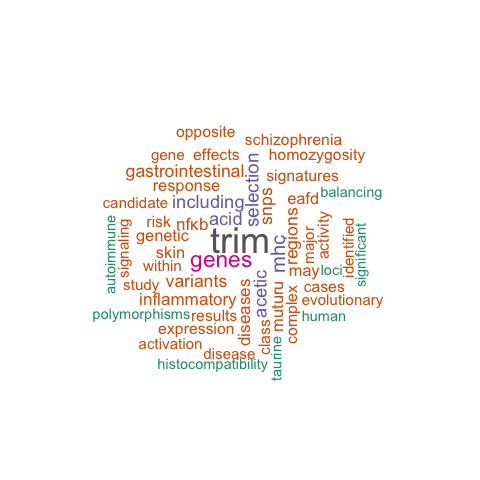 opposite
schizophrenia
gene effects
homozygosity
gastrointestinal
selection
signatures
response
snps
balancing
candidate
including
eafd
risk
nfkb
acid
regions
major
activity
identified
significant
autoimmune
signaling
genetic
trim
mhc
skin
genes
within
may
loci
study
variants
acetic
cases
inflammatory
diseases
muturu
complex
evolutionary
polymorphisms
results
human
expression
class
activation
disease
taurine
histocompatibility